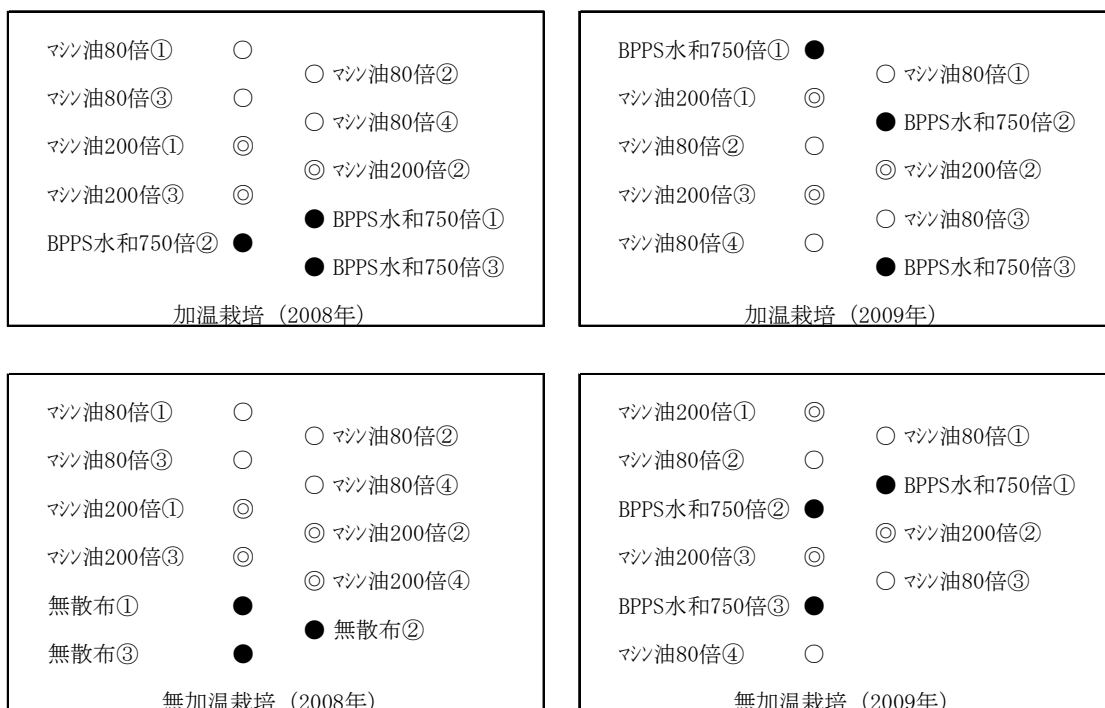 マシン油80倍① ○
○ マシン油80倍②
マシン油80倍③ ○
○ マシン油80倍④
マシン油200倍① ◎
◎ マシン油200倍②
マシン油200倍③ ◎
● BPPS水和750倍①
BPPS水和750倍② ●
● BPPS水和750倍③
加温栽培（2008年）
BPPS水和750倍① ●
○ マシン油80倍①
マシン油200倍① ◎
● BPPS水和750倍②
マシン油80倍② ○
◎ マシン油200倍②
マシン油200倍③ ◎
○ マシン油80倍③
マシン油80倍④ ○
● BPPS水和750倍③
加温栽培（2009年）
マシン油80倍① ○
○ マシン油80倍②
マシン油80倍③ ○
○ マシン油80倍④
マシン油200倍① ◎
◎ マシン油200倍②
マシン油200倍③ ◎
◎ マシン油200倍④
無散布① ●
● 無散布②
無散布③ ●
無加温栽培（2008年）
マシン油200倍① ◎
○ マシン油80倍①
マシン油80倍② ○
● BPPS水和750倍①
BPPS水和750倍② ●
◎ マシン油200倍②
マシン油200倍③ ◎
○ マシン油80倍③
BPPS水和750倍③ ●
マシン油80倍④ ○
無加温栽培（2009年）